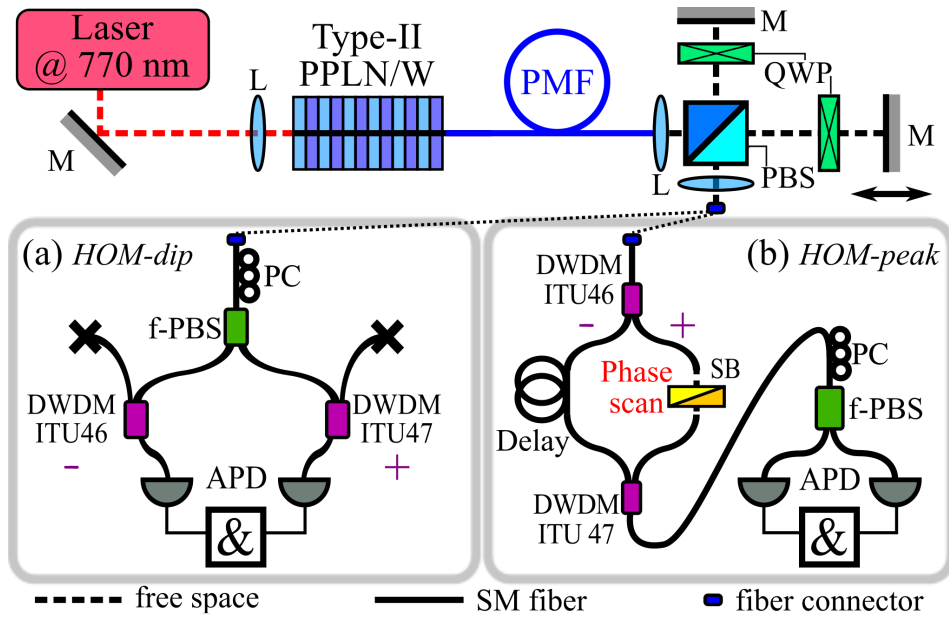 Laser
@ 770 nm
M
L
Type-II
PPLN/W
PMF
L
M
QWP
M
PBS
(a) HOM-dip
PC
f-PBS
DWDM
ITU46
-
DWDM
ITU47
+
APD
&
(b) HOM-peak
DWDM
ITU46
- +
Phase
scan
SB
Delay
DWDM
ITU 47
PC
f-PBS
APD
&
free space
SM fiber
fiber connector